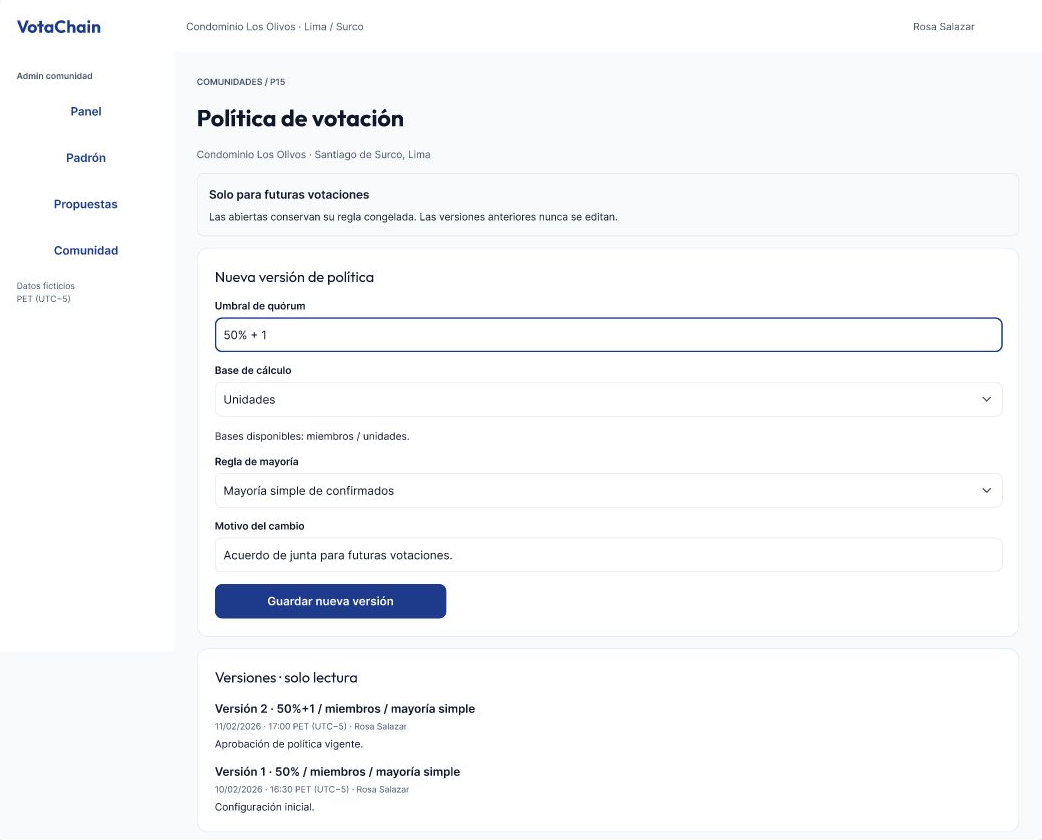 VotaChain
Condominio Los Olivos · Lima / Surco
Rosa Salazar
Admin comunidad
Panel
Padrón
Propuestas
Comunidad
Datos ficticios
PET (UTC−5)
COMUNIDADES / P15
Política de votación
Condominio Los Olivos · Santiago de Surco, Lima
Solo para futuras votaciones
Las abiertas conservan su regla congelada. Las versiones anteriores nunca se editan.
Nueva versión de política
Umbral de quórum
50% + 1
Base de cálculo
Unidades
Bases disponibles: miembros / unidades.
Regla de mayoría
Mayoría simple de confirmados
Motivo del cambio
Acuerdo de junta para futuras votaciones.
Guardar nueva versión
Versiones · solo lectura
Versión 2 · 50%+1 / miembros / mayoría simple
11/02/2026 · 17:00 PET (UTC−5) · Rosa Salazar
Aprobación de política vigente.
Versión 1 · 50% / miembros / mayoría simple
10/02/2026 · 16:30 PET (UTC−5) · Rosa Salazar
Configuración inicial.